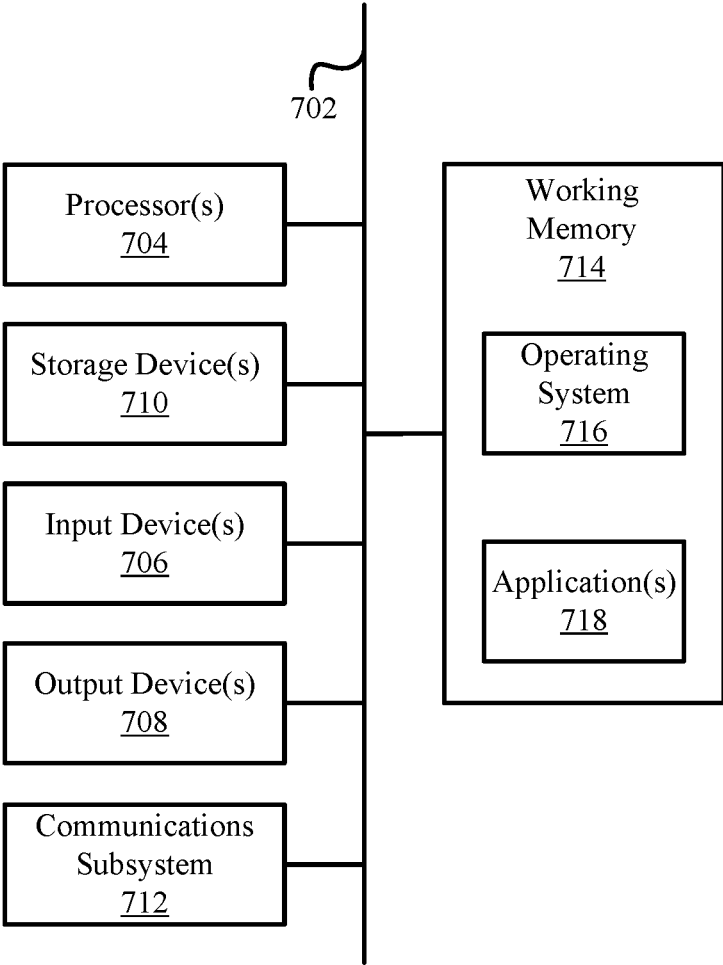 702
Processor(s)
704
Storage Device(s)
710
Input Device(s)
706
Output Device(s)
708
Communications
Subsystem
712
Working
Memory
714
Operating
System
716
Application(s)
718